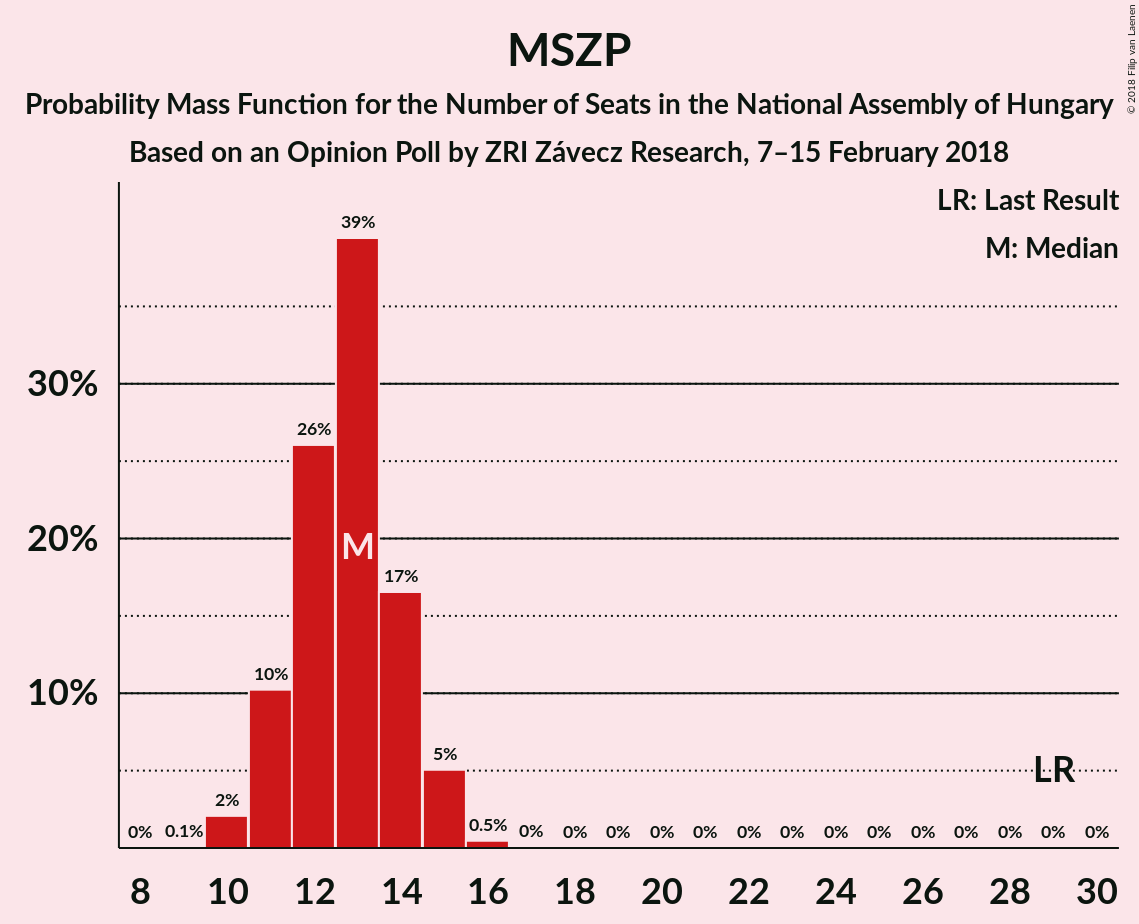 MSZP
Probability Mass Function for the Number of Seats in the National Assembly of Hungary
Based on an Opinion Poll by ZRI Závecz Research, 7–15 February 2018
© 2018 Filip van Laenen
LR: Last Result
M: Median
39%
30%
26%
20%
M
17%
10%
10%
5%
LR
2%
0% 0.1% 0.5% 0% 0% 0% 0% 0% 0% 0% 0% 0% 0% 0% 0% 0% 0%
8 10 12 14 16 18 20 22 24 26 28 30